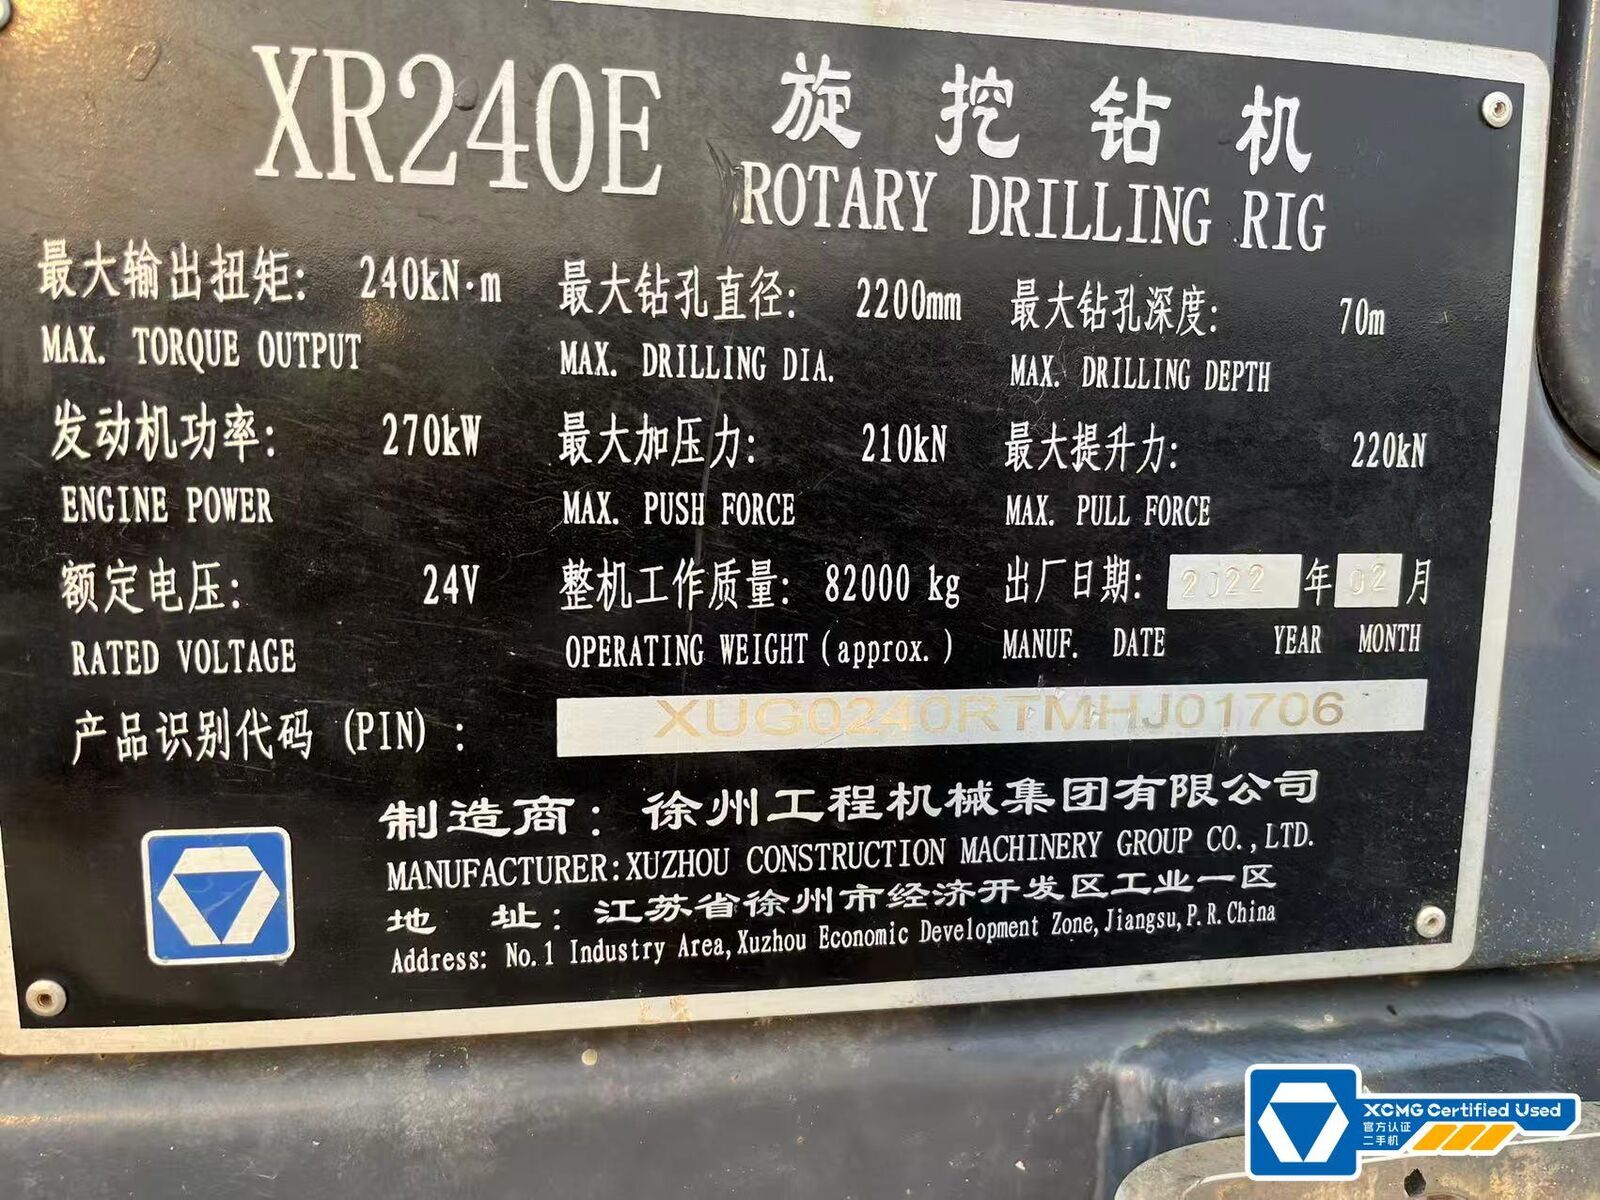 XR240E 旋挖钻机
ROTARY DRILLING RIG
最大输出扭矩: 240kN·m 最大钻孔直径: 2200mm 最大钻孔深度: 70m
MAX. TORQUE OUTPUT MAX. DRILLING DIA. MAX. DRILLING DEPTH
发动机功率: 270kW 最大加压力: 210kN 最大提升力: 220kN
ENGINE POWER MAX. PUSH FORCE MAX. PULL FORCE
额定电压: 24V 整机工作质量: 82000 kg 出厂日期: 2022 年 02 月
RATED VOLTAGE OPERATING WEIGHT (approx.) MANUF. DATE YEAR MONTH
产品识别代码 (PIN) : XUG0240RTMHJ01706
制造商: 徐州工程机械集团有限公司
MANUFACTURER: XUZHOU CONSTRUCTION MACHINERY GROUP CO., LTD.
地 址: 江苏省徐州市经济开发区工业一区
Address: No.1 Industry Area, Xuzhou Economic Development Zone, Jiangsu, P.R.China
XCMG Certified Used
官方认证
二手机